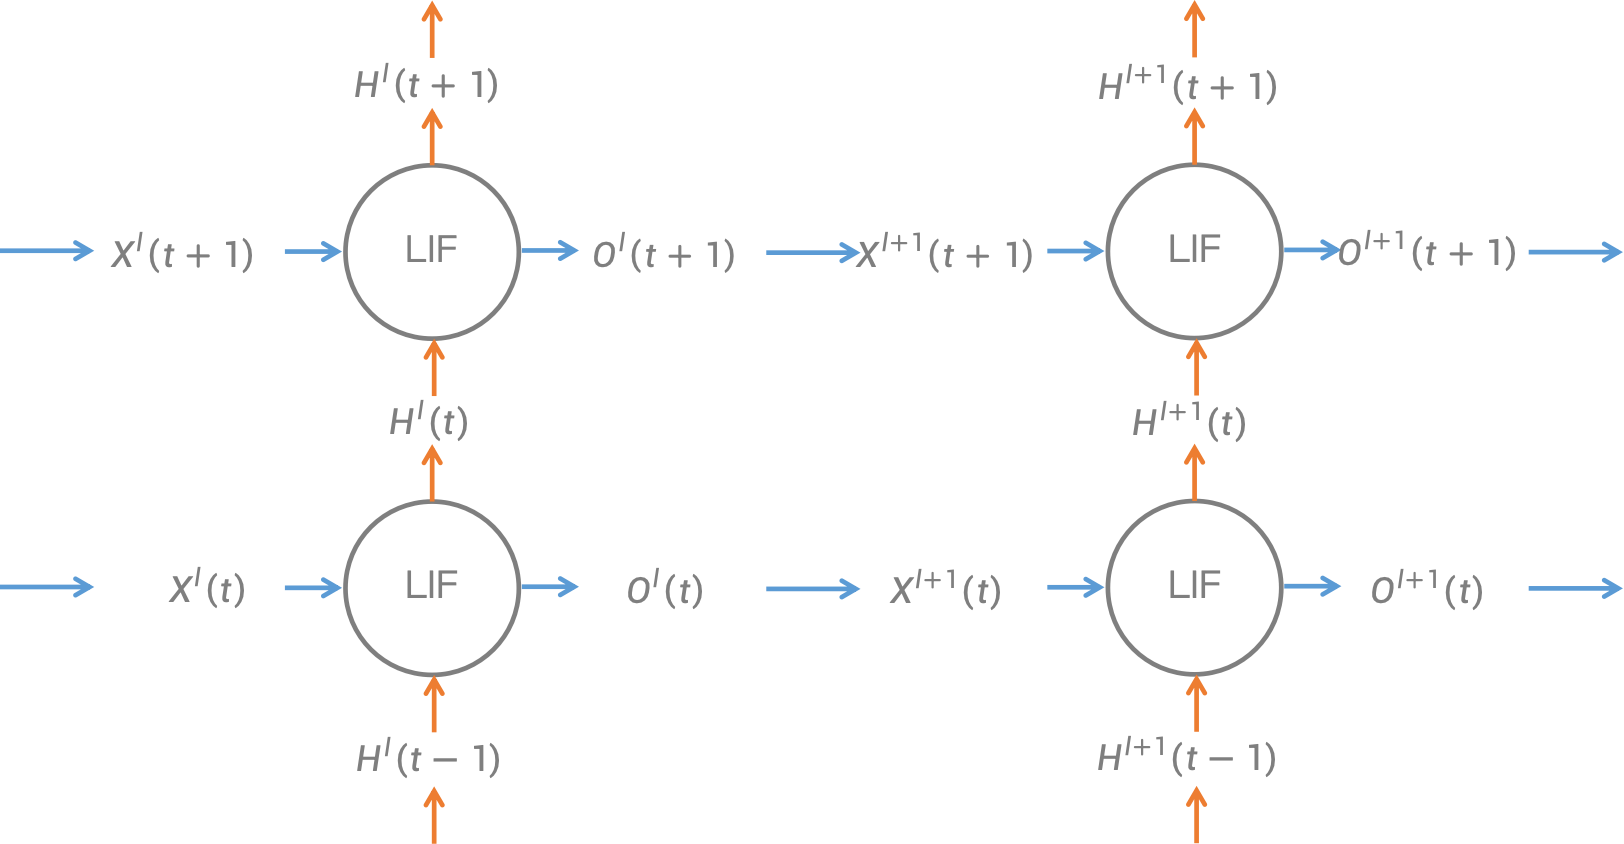 H^l(t + 1) H^{l+1}(t + 1)
X^l(t + 1) LIF O^l(t + 1) X^{l+1}(t + 1) LIF O^{l+1}(t + 1)
H^l(t) H^{l+1}(t)
X^l(t) LIF O^l(t) X^{l+1}(t) LIF O^{l+1}(t)
H^l(t − 1) H^{l+1}(t − 1)